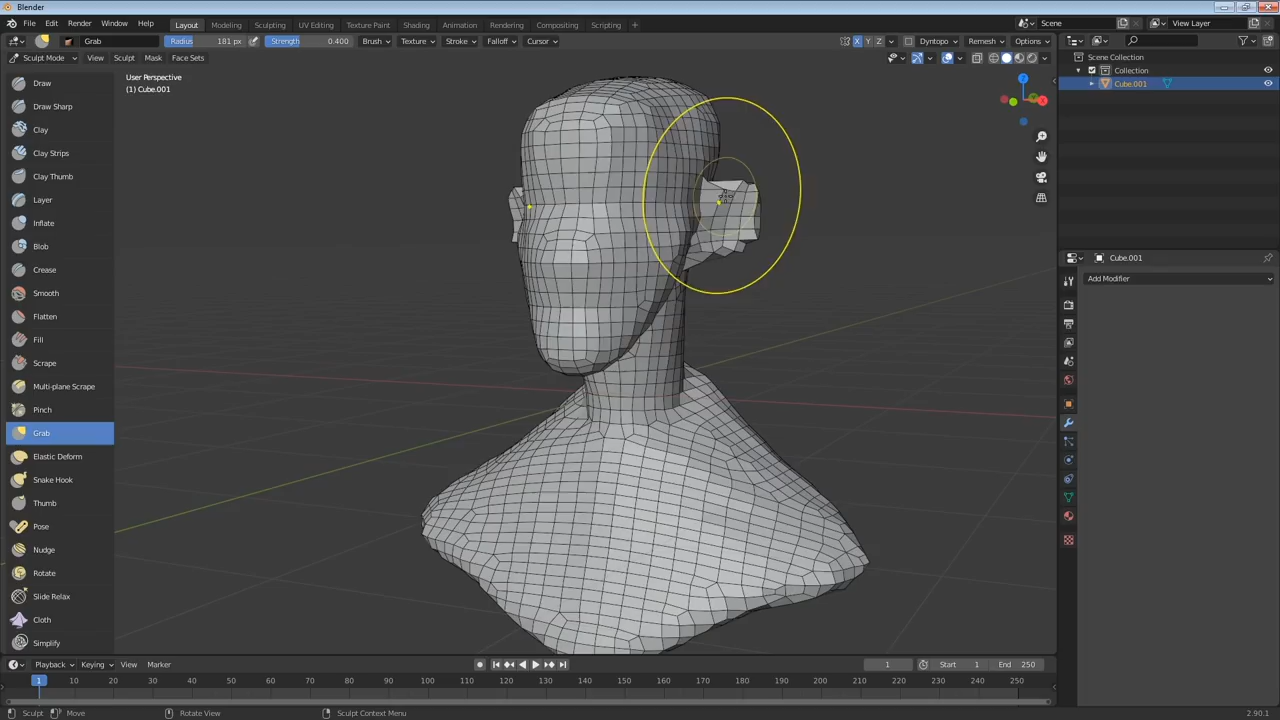 Blender
File Edit Render Window Help Layout Modeling Sculpting UV Editing Texture Paint Shading Animation Rendering Compositing Scripting + Scene View Layer
Grab Radius 181 px Strength 0.400 Brush Texture Stroke Falloff Cursor X Y Z Dyntopo Remesh Options
Sculpt Mode View Sculpt Mask Face Sets
User Perspective
(1) Cube.001
Draw
Draw Sharp
Clay
Clay Strips
Clay Thumb
Layer
Inflate
Blob
Crease
Smooth
Flatten
Fill
Scrape
Multi-plane Scrape
Pinch
Grab
Elastic Deform
Snake Hook
Thumb
Pose
Nudge
Rotate
Slide Relax
Cloth
Simplify
Scene Collection
Collection
Cube.001
Cube.001
Add Modifier
Playback Keying View Marker 1 Start 1 End 250
1 10 20 30 40 50 60 70 80 90 100 110 120 130 140 150 160 170 180 190 200 210 220 230 240 250
Sculpt Move Rotate View Sculpt Context Menu 2.90.1